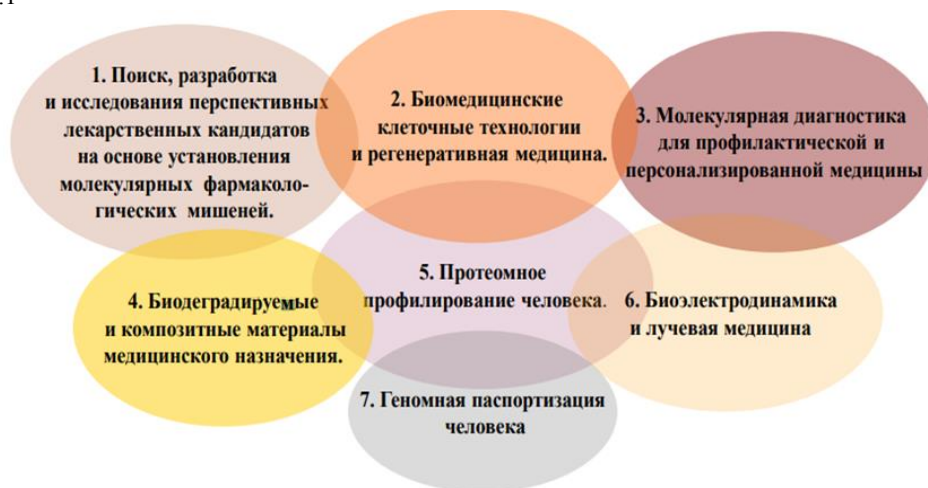 1. Поиск, разработка
и исследования перспективных
лекарственных кандидатов
на основе установления
молекулярных фармаколо-
гических мишеней.
2. Биомедицинские
клеточные технологии
и регенеративная медицина.
3. Молекулярная диагностика
для профилактической и
персонализированной медицины
4. Биодеградируемые
и композитные материалы
медицинского назначения.
5. Протеомное
профилирование человека.
6. Биоэлектродинамика
и лучевая медицина
7. Геномная паспортизация
человека